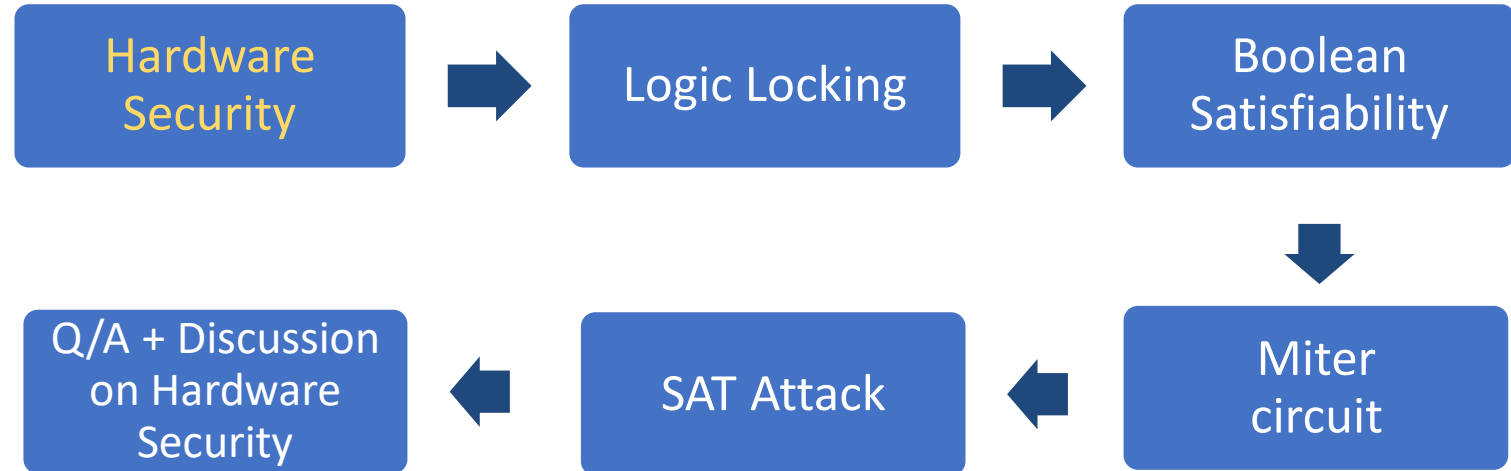 Hardware
Security
Logic Locking
Boolean
Satisfiability
Miter
circuit
SAT Attack
Q/A + Discussion
on Hardware
Security